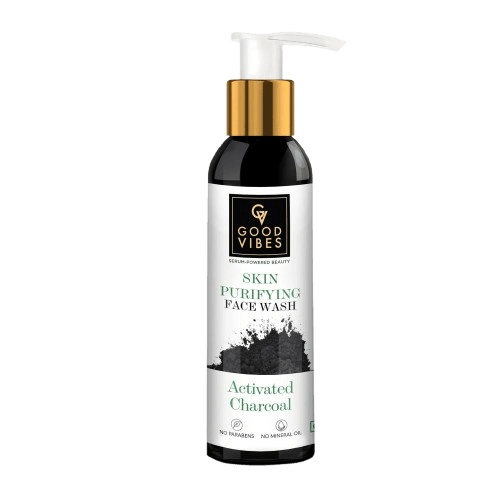 GV
GOOD
VIBES
SERUM-POWERED BEAUTY
SKIN
PURIFYING
FACE WASH
Activated
Charcoal
NO PARABENS NO MINERAL OIL